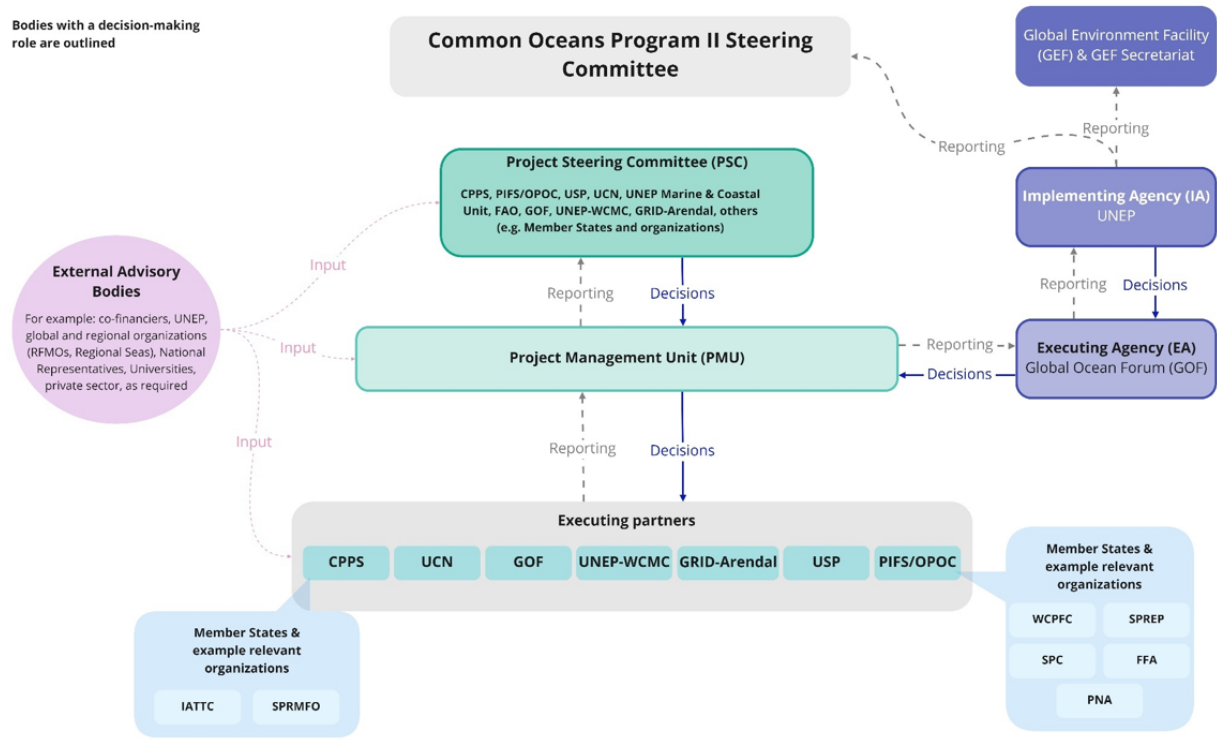 Bodies with a decision-making
role are outlined
Common Oceans Program II Steering
Committee
Global Environment Facility
(GEF) & GEF Secretariat
Reporting
Reporting
Project Steering Committee (PSC)
CPPS, PIFS/OPOC, USP, UCN, UNEP Marine & Coastal
Unit, FAO, GOF, UNEP-WCMC, GRID-Arendal, others
(e.g. Member States and organizations)
Implementing Agency (IA)
UNEP
External Advisory
Bodies
For example: co-financiers, UNEP,
global and regional organizations
(RFMOs, Regional Seas), National
Representatives, Universities,
private sector, as required
Input
Input
Input
Reporting
Decisions
Reporting
Decisions
Project Management Unit (PMU)
Reporting
Decisions
Executing Agency (EA)
Global Ocean Forum (GOF)
Reporting
Decisions
Executing partners
CPPS
UCN
GOF
UNEP-WCMC
GRID-Arendal
USP
PIFS/OPOC
Member States &
example relevant
organizations
IATTC
SPRMFO
Member States &
example relevant
organizations
WCPFC
SPREP
SPC
FFA
PNA